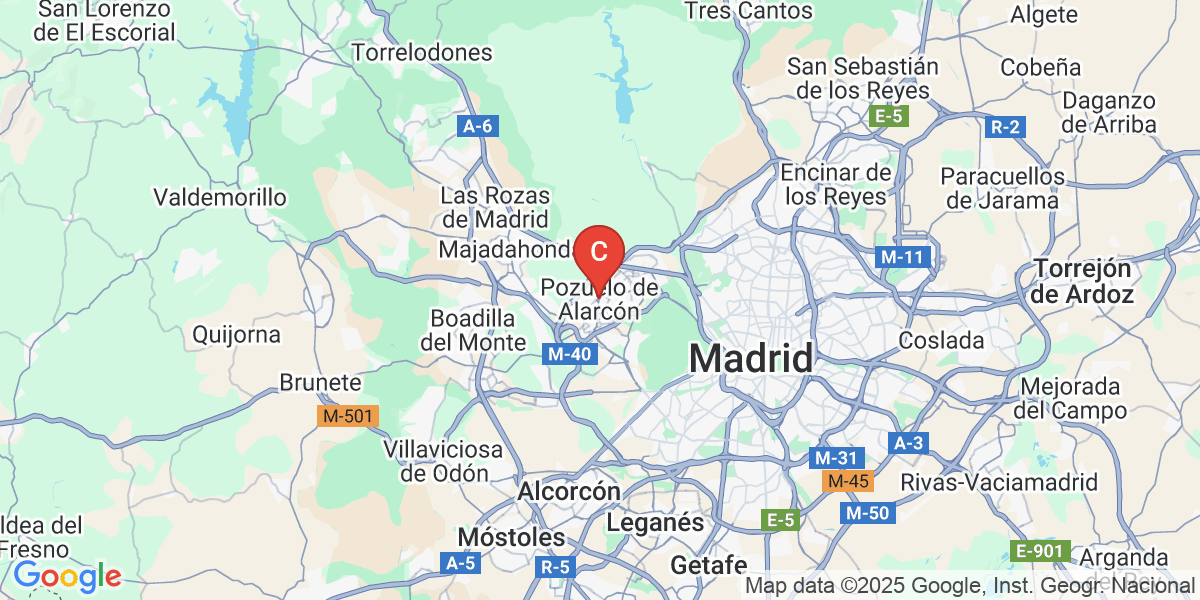 San Lorenzo
de El Escorial
Tres Cantos
Algete
Torrelodones
San Sebastián
de los Reyes
Cobeña
E-5
Daganzo
de Arriba
A-6
R-2
Encinar de
los Reyes
Paracuellos
de Jarama
Valdemorillo
Las Rozas
de Madrid
Majadahonda
C
M-11
Torrejón
de Ardoz
Pozuelo de
Alarcón
Boadilla
del Monte
Quijorna
Coslada
M-40
Madrid
Brunete
Mejorada
del Campo
M-501
Villaviciosa
de Odón
A-3
M-31
M-45
Rivas-Vaciamadrid
Alcorcón
M-50
Leganés
E-5
ldea del
Fresno
Móstoles
E-901
Arganda
del Rey
A-5
R-5
Getafe
Google
Map data ©2025 Google, Inst. Geogr. Nacional